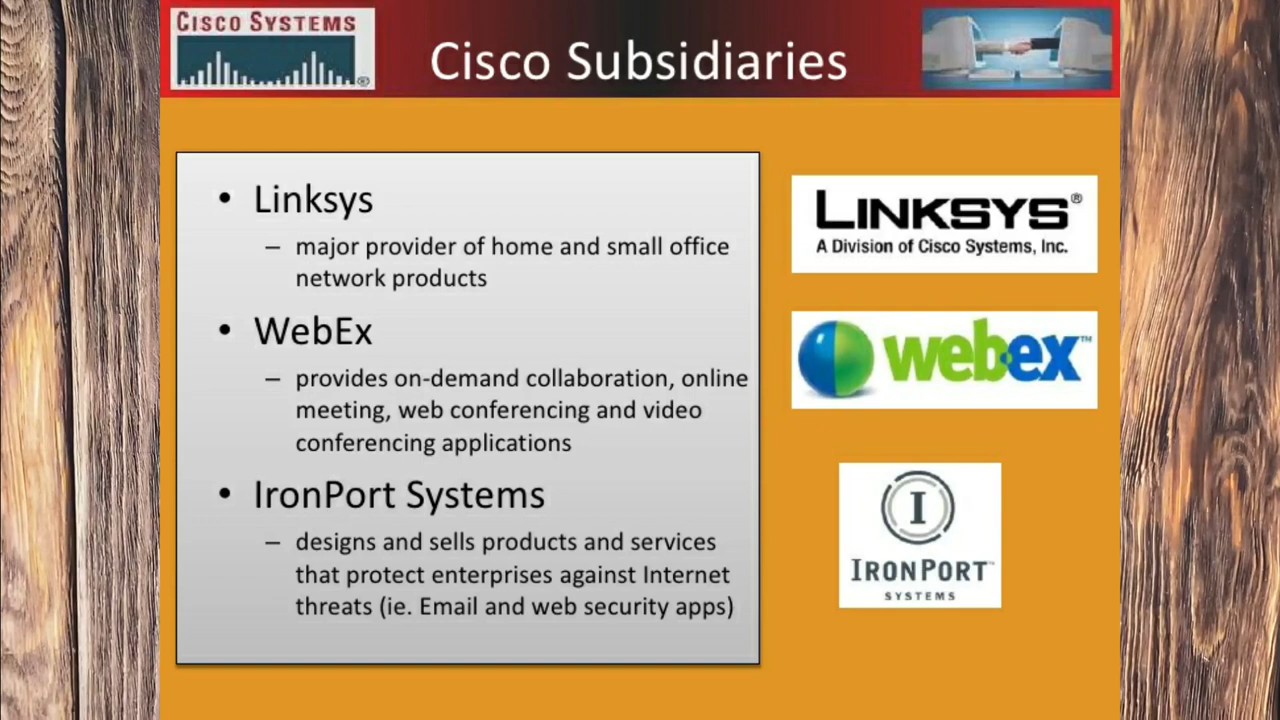 CISCO SYSTEMS
®
Cisco Subsidiaries
• Linksys
– major provider of home and small office
network products
• WebEx
– provides on-demand collaboration, online
meeting, web conferencing and video
conferencing applications
• IronPort Systems
– designs and sells products and services
that protect enterprises against Internet
threats (ie. Email and web security apps)
LINKSYS®
A Division of Cisco Systems, Inc.
webex™
I
IRONPORT™
SYSTEMS